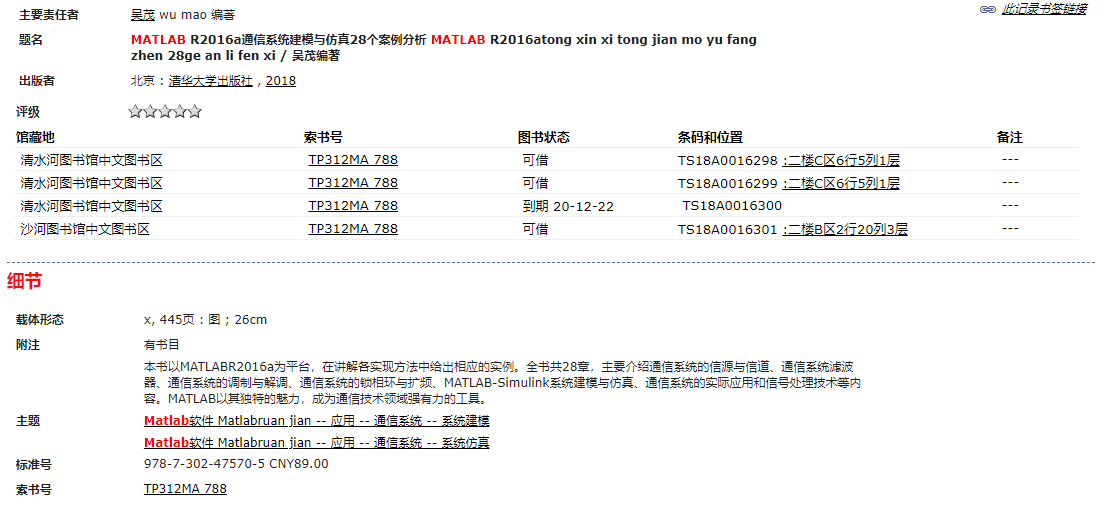 此记录书签链接
主要责任者 吴茂 wu mao 编著
题名 MATLAB R2016a通信系统建模与仿真28个案例分析 MATLAB R2016atong xin xi tong jian mo yu fang
zhen 28ge an li fen xi / 吴茂编著
出版者 北京 : 清华大学出版社 , 2018
评级
馆藏地 索书号 图书状态 条码和位置 备注
清水河图书馆中文图书区 TP312MA 788 可借 TS18A0016298 :二楼C区6行5列1层 ---
清水河图书馆中文图书区 TP312MA 788 可借 TS18A0016299 :二楼C区6行5列1层 ---
清水河图书馆中文图书区 TP312MA 788 到期 20-12-22 TS18A0016300 ---
沙河图书馆中文图书区 TP312MA 788 可借 TS18A0016301 :二楼B区2行20列3层 ---
细节
载体形态 x, 445页 : 图 ; 26cm
附注 有书目
本书以MATLABR2016a为平台，在讲解各实现方法中给出相应的实例。全书共28章，主要介绍通信系统的信源与信道、通信系统滤波
器、通信系统的调制与解调、通信系统的锁相环与扩频、MATLAB-Simulink系统建模与仿真、通信系统的实际应用和信号处理技术等内
容。MATLAB以其独特的魅力，成为通信技术领域强有力的工具。
主题 Matlab软件 Matlabruan jian -- 应用 -- 通信系统 -- 系统建模
Matlab软件 Matlabruan jian -- 应用 -- 通信系统 -- 系统仿真
标准号 978-7-302-47570-5 CNY89.00
索书号 TP312MA 788